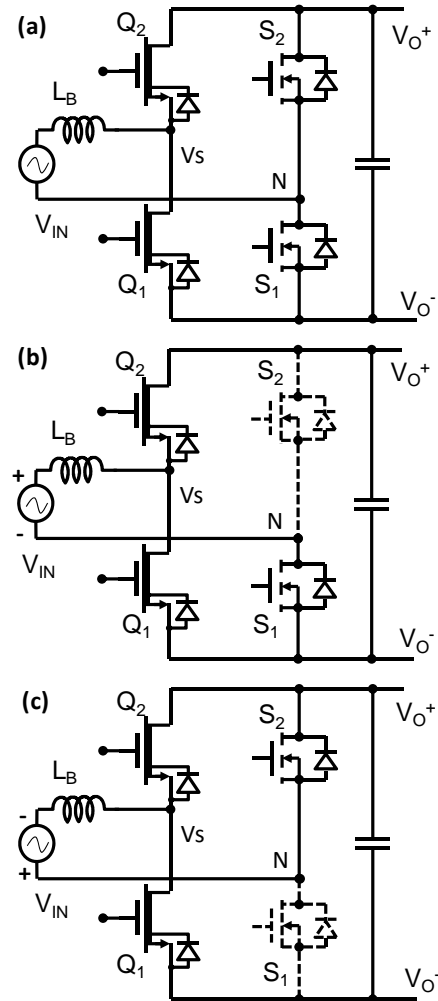 (a)
Q2
S2
VO+
LB
VS
N
VIN
Q1
S1
VO-
(b)
Q2
S2
VO+
LB
+
VS
N
-
VIN
Q1
S1
VO-
(c)
Q2
S2
VO+
LB
-
VS
N
+
VIN
Q1
S1
VO-